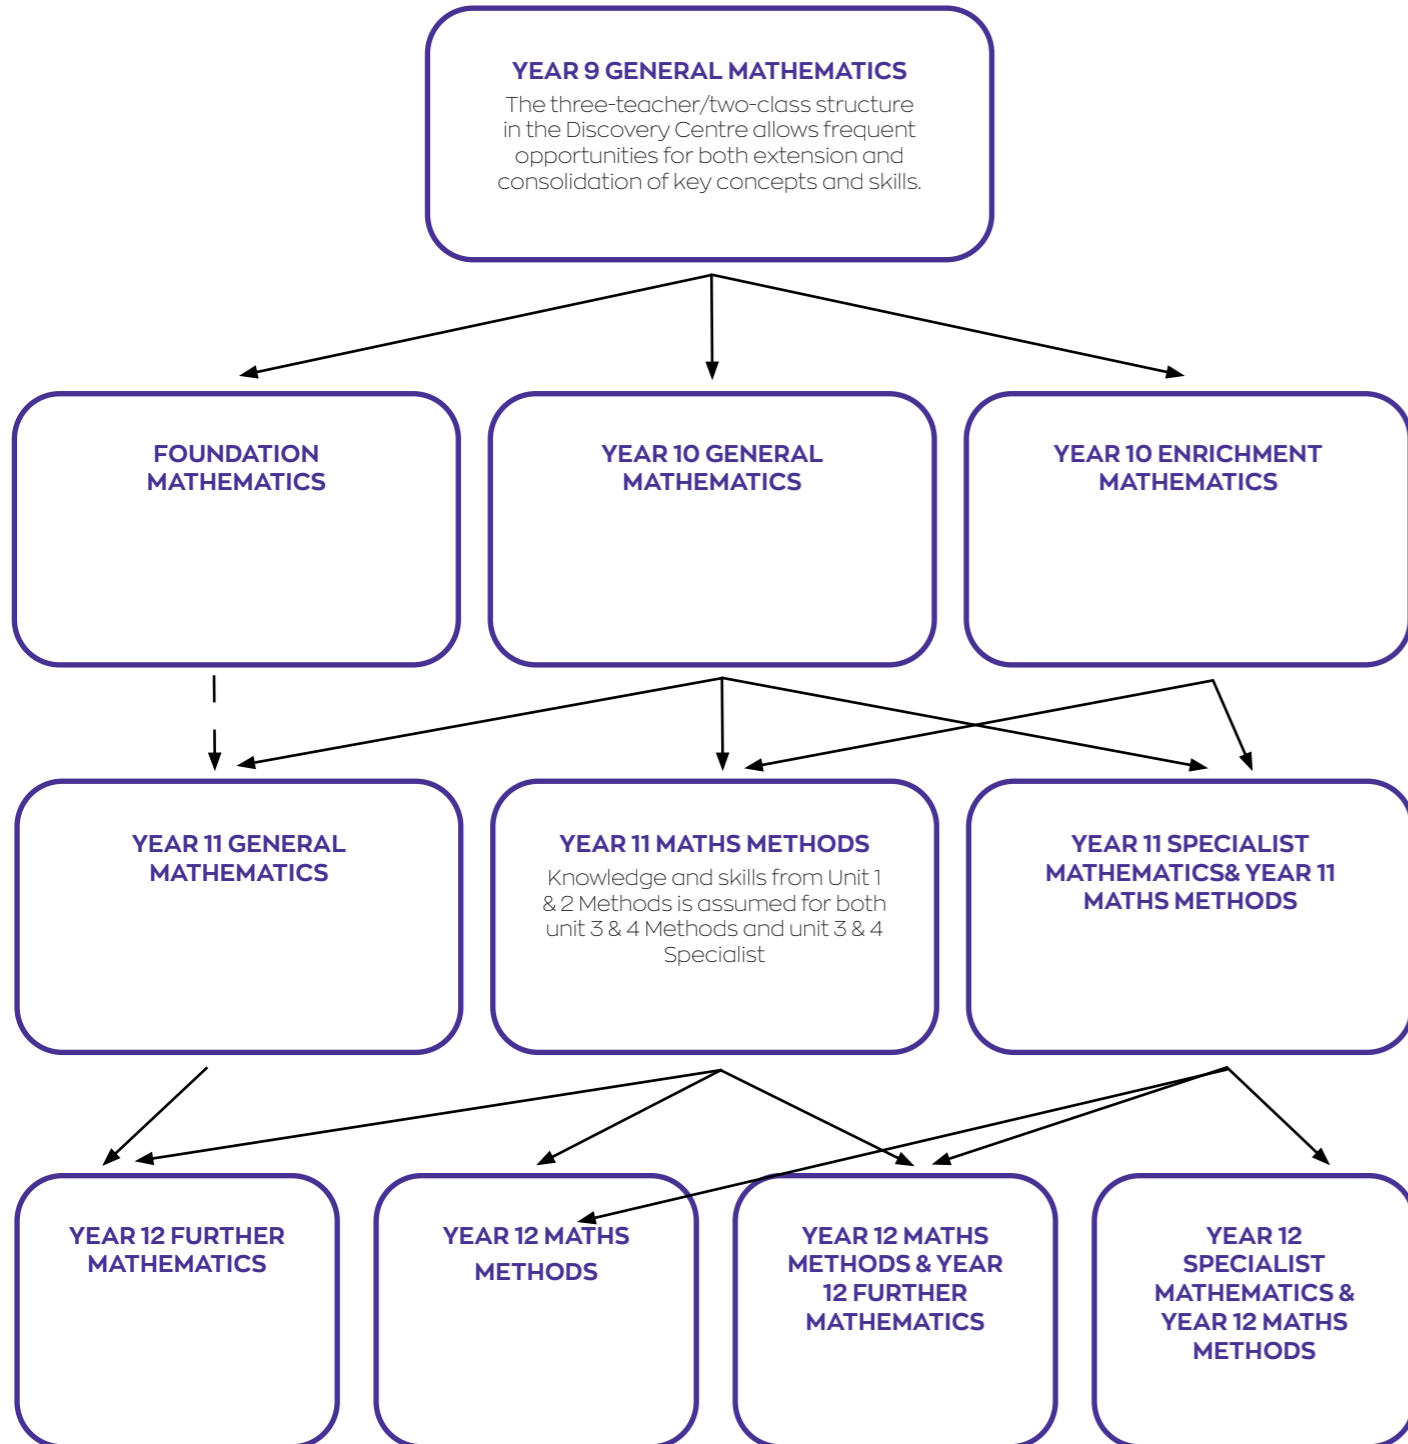 YEAR 9 GENERAL MATHEMATICS
The three-teacher/two-class structure
in the Discovery Centre allows frequent
opportunities for both extension and
consolidation of key concepts and skills.
FOUNDATION
MATHEMATICS
YEAR 10 GENERAL
MATHEMATICS
YEAR 10 ENRICHMENT
MATHEMATICS
YEAR 11 GENERAL
MATHEMATICS
YEAR 11 MATHS METHODS
Knowledge and skills from Unit 1
& 2 Methods is assumed for both
unit 3 & 4 Methods and unit 3 & 4
Specialist
YEAR 11 SPECIALIST
MATHEMATICS& YEAR 11
MATHS METHODS
YEAR 12 FURTHER
MATHEMATICS
YEAR 12 MATHS
METHODS
YEAR 12 MATHS
METHODS & YEAR
12 FURTHER
MATHEMATICS
YEAR 12
SPECIALIST
MATHEMATICS &
YEAR 12 MATHS
METHODS